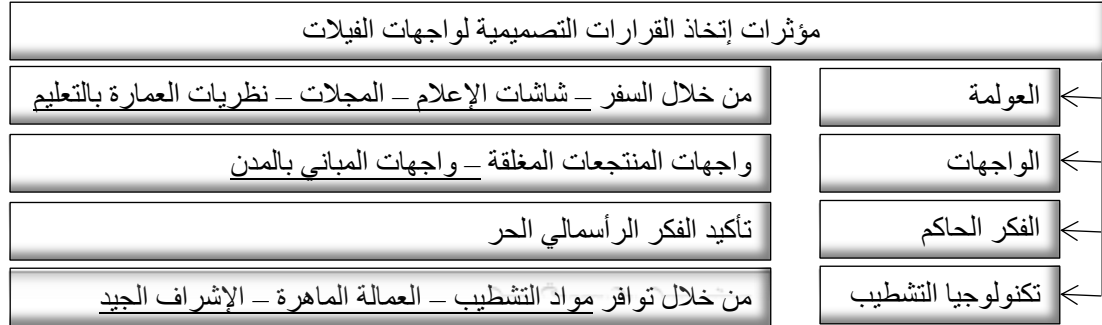 مؤثرات إتخاذ القرارات التصميمية لواجهات الفيلات
العولمة
من خلال السفر – شاشات الإعلام – المجلات – نظريات العمارة بالتعليم
الواجهات
واجهات المنتجعات المغلقة – واجهات المباني بالمدن
الفكر الحاكم
تأكيد الفكر الرأسمالي الحر
تكنولوجيا التشطيب
من خلال توافر مواد التشطيب – العمالة الماهرة – الإشراف الجيد